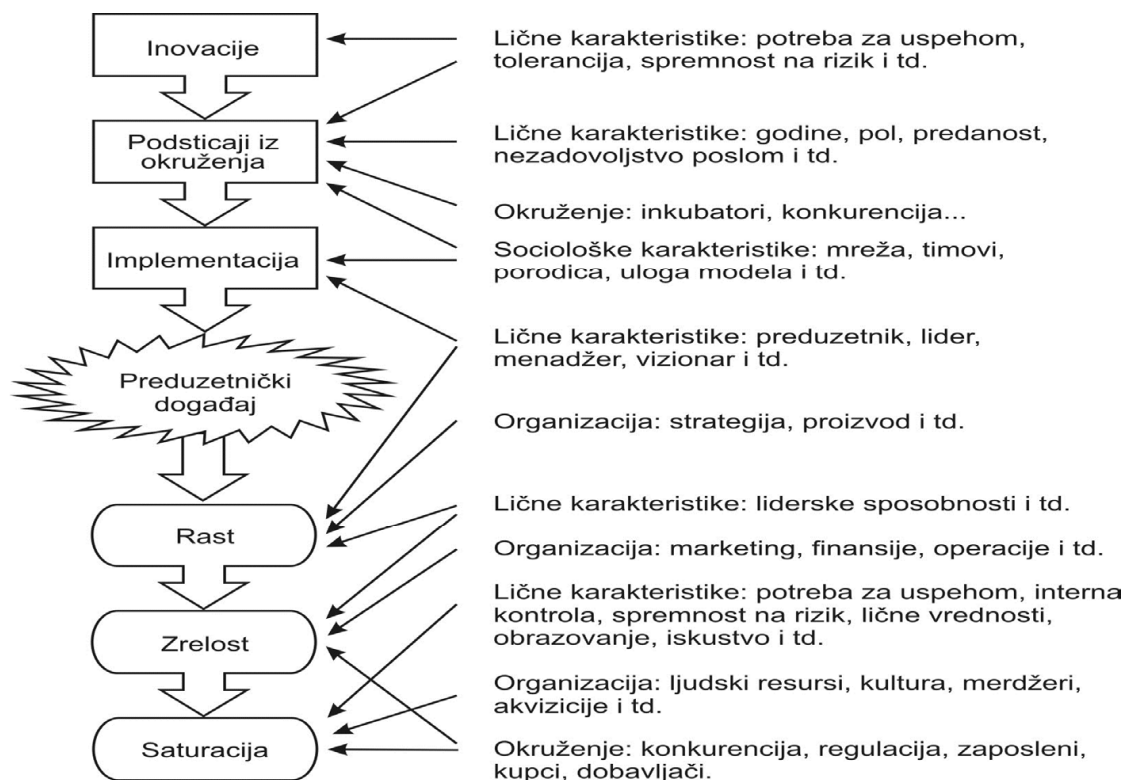 Inovacije
Lične karakteristike: potreba za uspehom,
tolerancija, spremnost na rizik i td.
Podsticaji iz
okruženja
Lične karakteristike: godine, pol, predanost,
nezadovoljstvo poslom i td.
Okruženje: inkubatori, konkurencija...
Implementacija
Sociološke karakteristike: mreža, timovi,
porodica, uloga modela i td.
Lične karakteristike: preduzetnik, lider,
menadžer, vizionar i td.
Preduzetnički
događaj
Organizacija: strategija, proizvod i td.
Rast
Lične karakteristike: liderske sposobnosti i td.
Organizacija: marketing, finansije, operacije i td.
Zrelost
Lične karakteristike: potreba za uspehom, interna
kontrola, spremnost na rizik, lične vrednosti,
obrazovanje, iskustvo i td.
Organizacija: ljudski resursi, kultura, merdžeri,
akvizicije i td.
Saturacija
Okruženje: konkurencija, regulacija, zaposleni,
kupci, dobavljači.